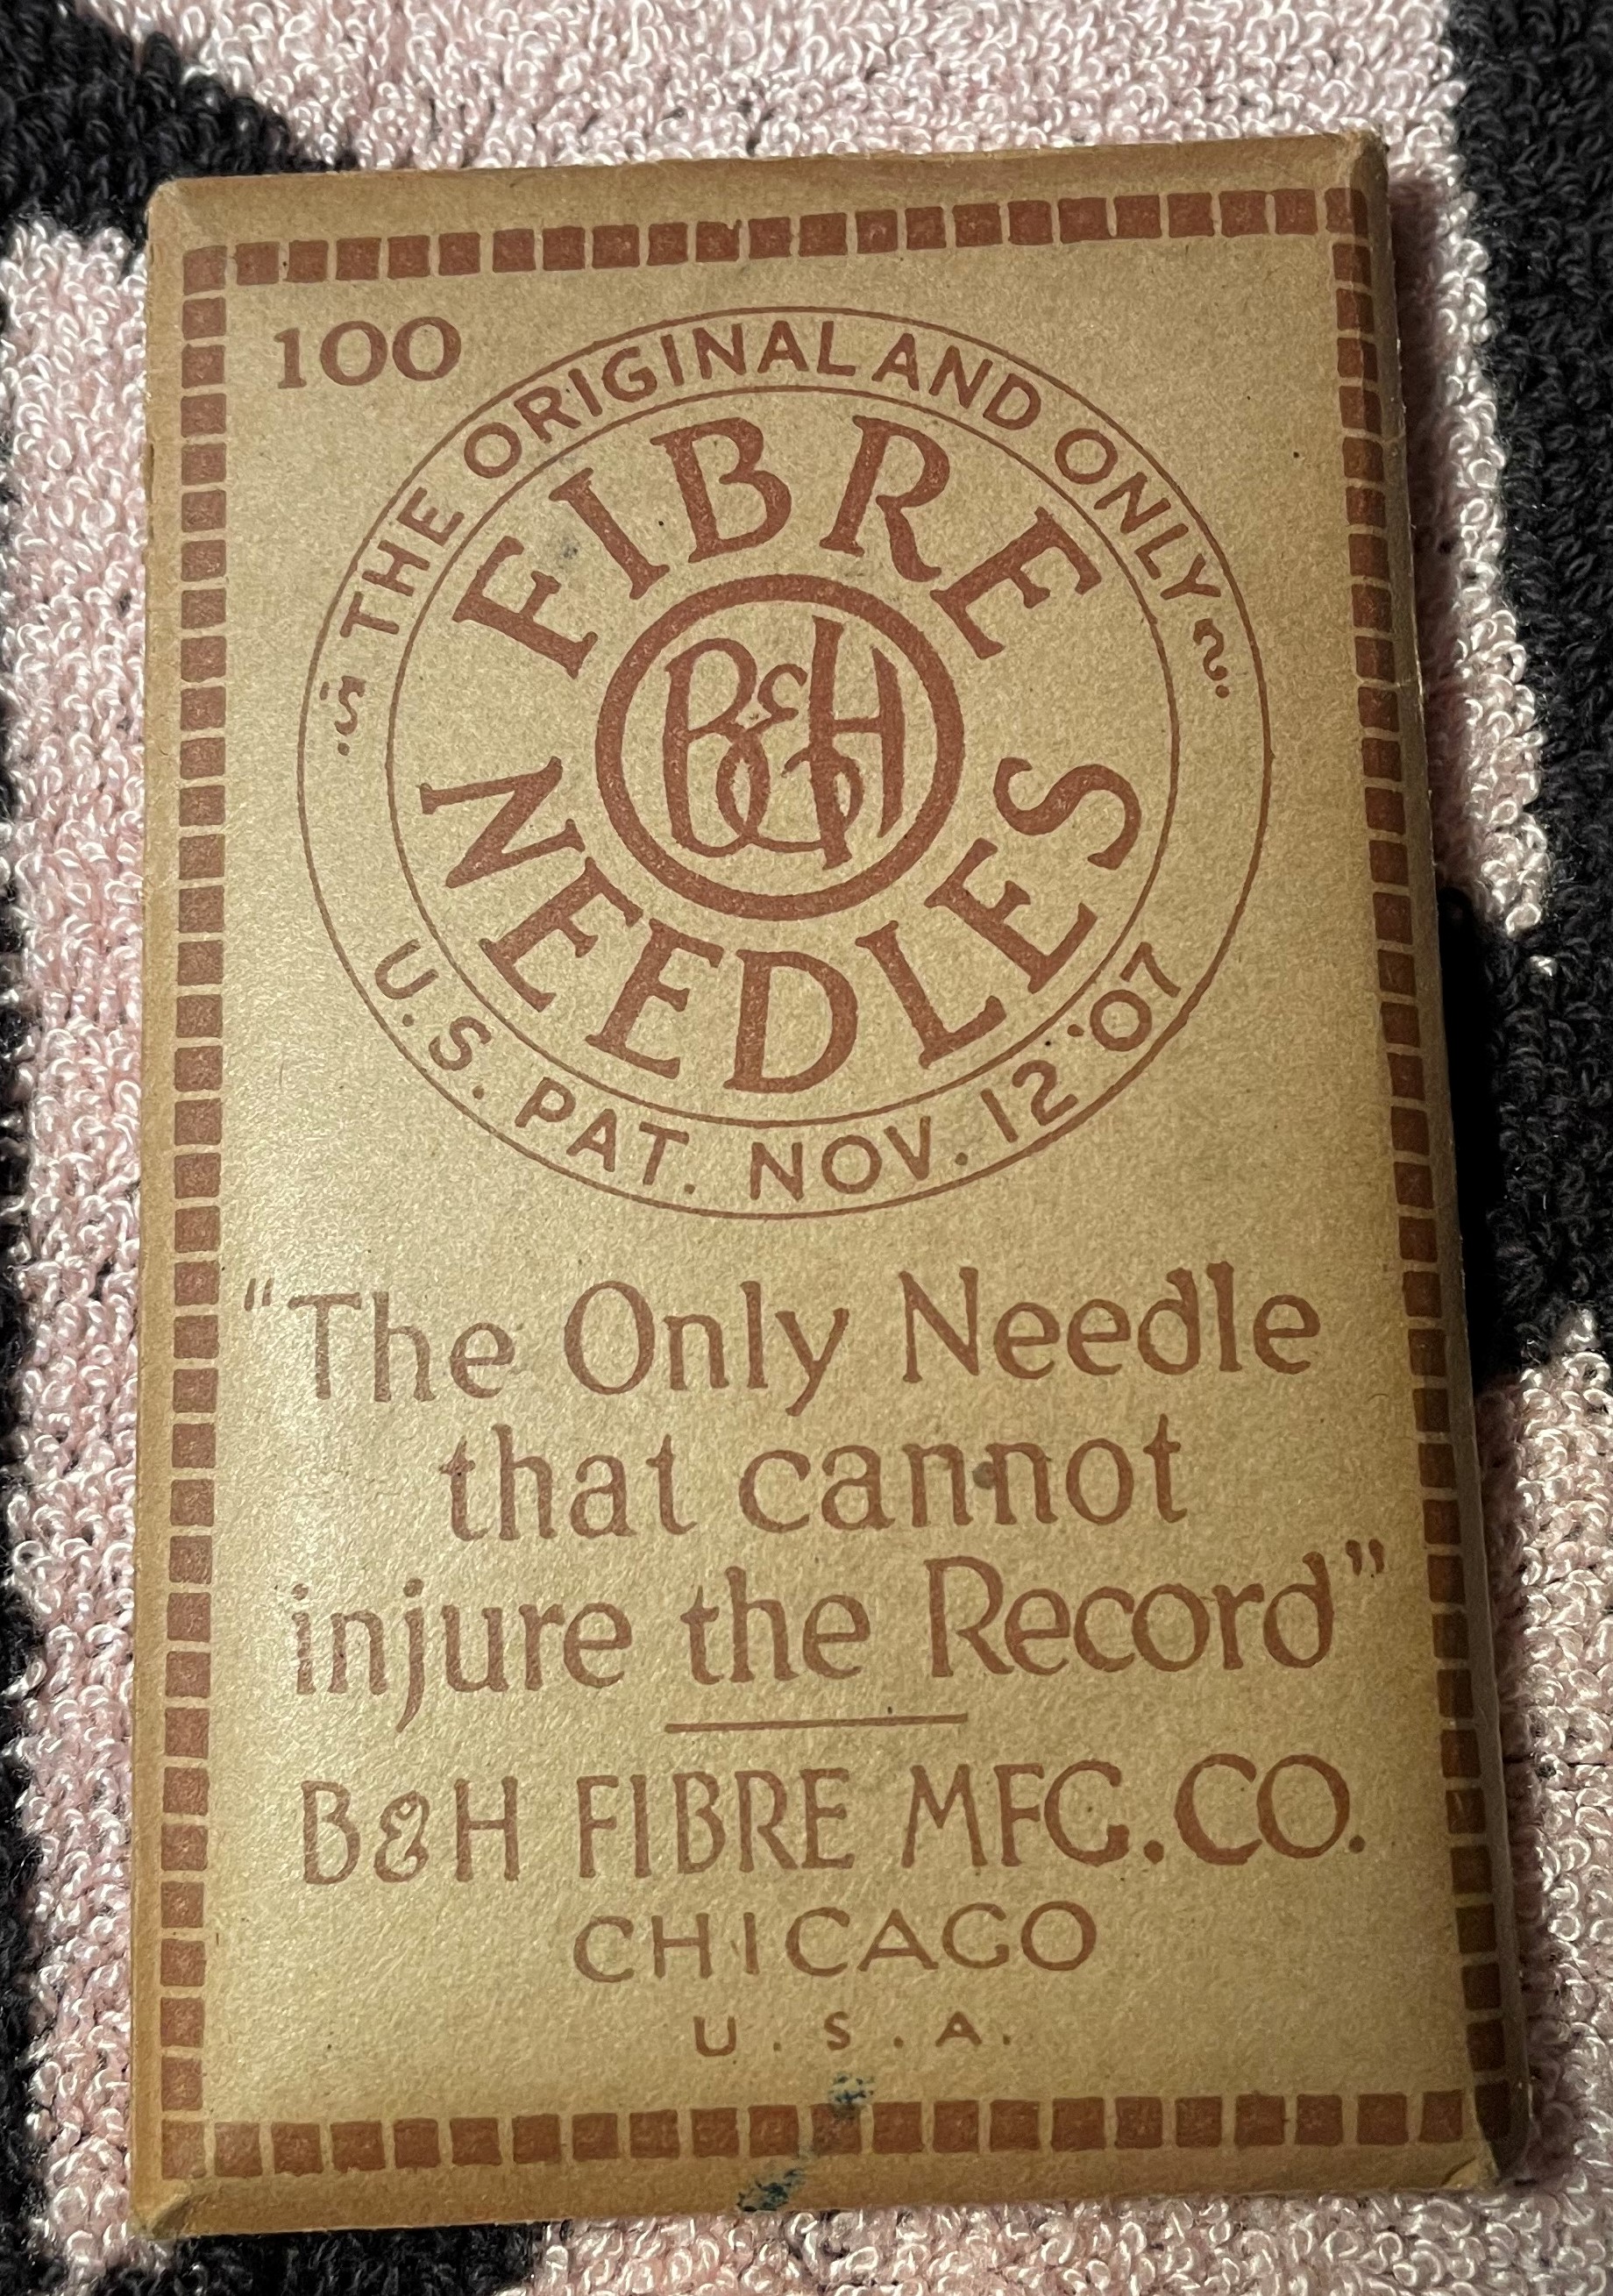 100
THE ORIGINAL AND ONLY
FIBRE
B&H
NEEDLES
U.S. PAT. NOV. 12 '07
"The Only Needle
that cannot
injure the Record"
B&H FIBRE MFG. CO.
CHICAGO
U. S. A.